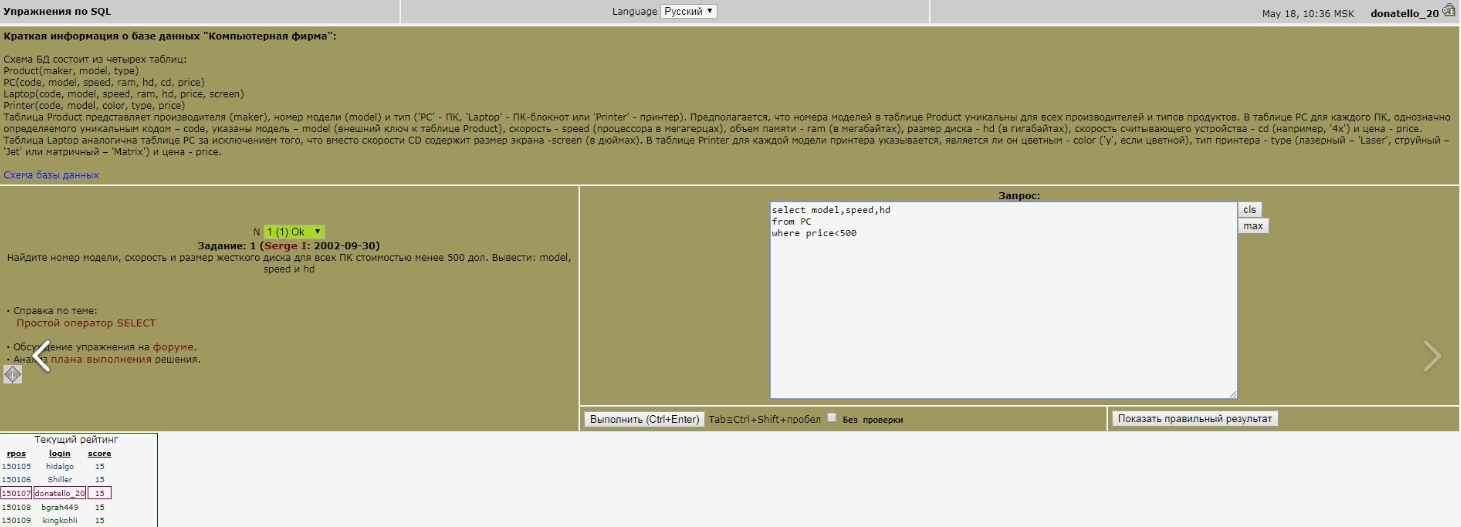 Упражнения по SQL
Language Русский
May 18, 10:36 MSK donatello_20
Краткая информация о базе данных "Компьютерная фирма":
Схема БД состоит из четырех таблиц:
Product(maker, model, type)
PC(code, model, speed, ram, hd, cd, price)
Laptop(code, model, speed, ram, hd, price, screen)
Printer(code, model, color, type, price)
Таблица Product представляет производителя (maker), номер модели (model) и тип ('PC' - ПК, 'Laptop' - ПК-блокнот или 'Printer' - принтер). Предполагается, что номера моделей в таблице Product уникальны для всех производителей и типов продуктов. В таблице PC для каждого ПК, однозначно
определяемого уникальным кодом – code, указаны модель – model (внешний ключ к таблице Product), скорость - speed (процессора в мегагерцах), объем памяти - ram (в мегабайтах), размер диска - hd (в гигабайтах), скорость считывающего устройства - cd (например, '4x') и цена - price.
Таблица Laptop аналогична таблице PC за исключением того, что вместо скорости CD содержит размер экрана -screen (в дюймах). В таблице Printer для каждой модели принтера указывается, является ли он цветным - color ('y', если цветной), тип принтера - type (лазерный – 'Laser', струйный –
'Jet' или матричный – 'Matrix') и цена - price.
Схема базы данных
N 1 (1) Ok
Задание: 1 (Serge I: 2002-09-30)
Найдите номер модели, скорость и размер жесткого диска для всех ПК стоимостью менее 500 дол. Вывести: model,
speed и hd
• Справка по теме:
Простой оператор SELECT
• Обсуждение упражнения на форуме.
• Анализ плана выполнения решения.
Запрос:
select model,speed,hd
from PC
where price<500
cls
max
Выполнить (Ctrl+Enter) Tab≡Ctrl+Shift+пробел Без проверки
Показать правильный результат
Текущий рейтинг
rpos login score
150105 hidalgo 15
150106 Shiller 15
150107 donatello_20 15
150108 bgrah449 15
150109 kingkohli 15